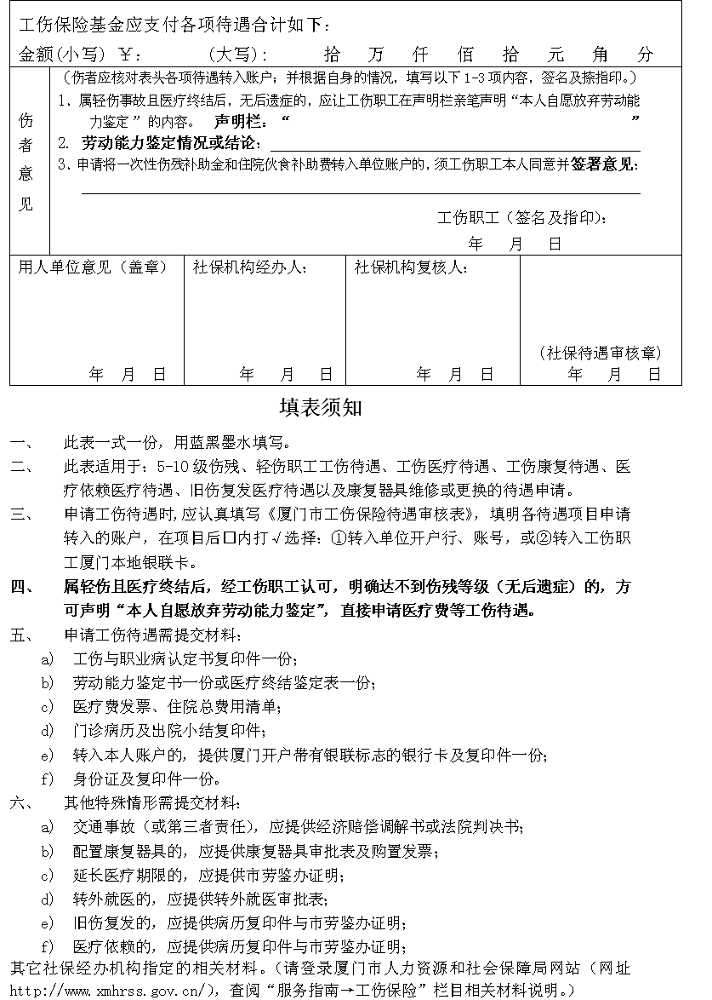 工伤保险基金应支付各项待遇合计如下：
金额(小写) ￥： (大写)： 拾 万 仟 佰 拾 元 角 分
伤者意见
（伤者应核对表头各项待遇转入账户；并根据自身的情况，填写以下1-3项内容，签名及捺指印。）
1. 属轻伤事故且医疗终结后，无后遗症的，应让工伤职工在声明栏亲笔声明“本人自愿放弃劳动能
力鉴定”的内容。 声明栏：“ ”
2. 劳动能力鉴定情况或结论：
3. 申请将一次性伤残补助金和住院伙食补助费转入单位账户的，须工伤职工本人同意并签署意见：
工伤职工（签名及指印）：
年 月 日
用人单位意见（盖章） 社保机构经办人： 社保机构复核人：
(社保待遇审核章)
年 月 日 年 月 日 年 月 日 年 月 日
填表须知
一、 此表一式一份，用蓝黑墨水填写。
二、 此表适用于：5-10级伤残、轻伤职工工伤待遇、工伤医疗待遇、工伤康复待遇、医
疗依赖医疗待遇、旧伤复发医疗待遇以及康复器具维修或更换的待遇申请。
三、 申请工伤待遇时,应认真填写《厦门市工伤保险待遇审核表》，填明各待遇项目申请
转入的账户，在项目后口内打√选择：①转入单位开户行、账号，或②转入工伤职
工厦门本地银联卡。
四、 属轻伤且医疗终结后，经工伤职工认可，明确达不到伤残等级（无后遗症）的，方
可声明“本人自愿放弃劳动能力鉴定”，直接申请医疗费等工伤待遇。
五、 申请工伤待遇需提交材料：
a) 工伤与职业病认定书复印件一份；
b) 劳动能力鉴定书一份或医疗终结鉴定表一份；
c) 医疗费发票、住院总费用清单；
d) 门诊病历及出院小结复印件；
e) 转入本人账户的，提供厦门开户带有银联标志的银行卡及复印件一份；
f) 身份证及复印件一份。
六、 其他特殊情形需提交材料：
a) 交通事故（或第三者责任），应提供经济赔偿调解书或法院判决书；
b) 配置康复器具的，应提供康复器具审批表及购置发票；
c) 延长医疗期限的，应提供市劳鉴办证明；
d) 转外就医的，应提供转外就医审批表；
e) 旧伤复发的，应提供病历复印件与市劳鉴办证明；
f) 医疗依赖的，应提供病历复印件与市劳鉴办证明；
其它社保经办机构指定的相关材料。（请登录厦门市人力资源和社会保障局网站（网址
http://www.xmhrss.gov.cn/），查阅“服务指南→工伤保险”栏目相关材料说明。）